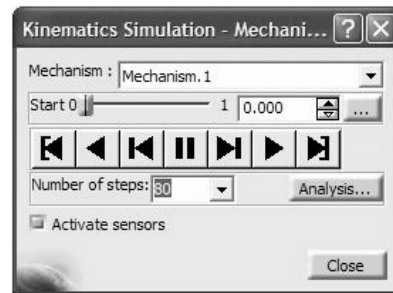 Kinematics Simulation - Mechani...
Mechanism : Mechanism.1
Start 0 1 0.000 ...
Number of steps: 80 Analysis...
Activate sensors
Close